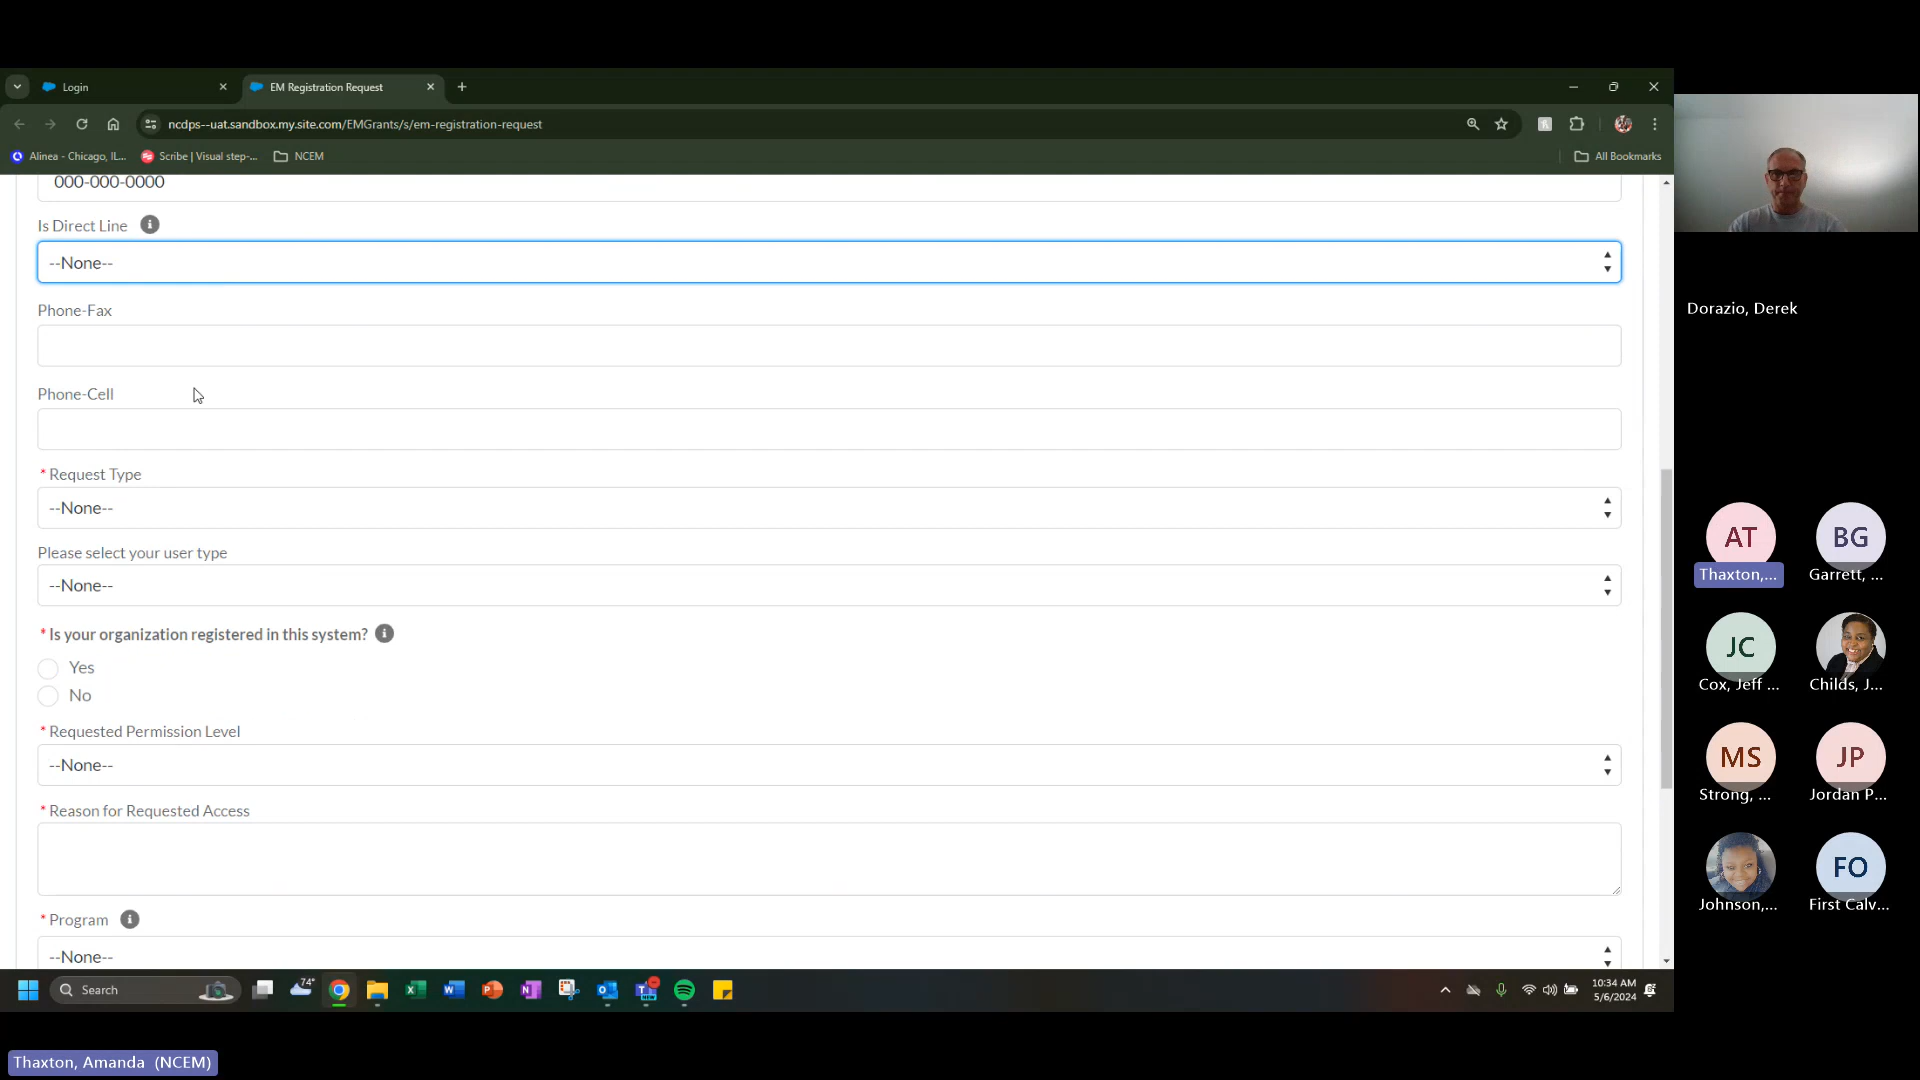 Login
EM Registration Request
ncdps--uat.sandbox.my.site.com/EMGrants/s/em-registration-request
Alinea - Chicago, IL...
Scribe | Visual step-...
NCEM
All Bookmarks
000-000-0000
Is Direct Line
--None--
Phone-Fax
Phone-Cell
* Request Type
--None--
Please select your user type
--None--
* Is your organization registered in this system?
Yes
No
* Requested Permission Level
--None--
* Reason for Requested Access
* Program
--None--
Search
74°
10:34 AM
5/6/2024
Thaxton, Amanda (NCEM)
Dorazio, Derek
AT
Thaxton,...
BG
Garrett, ...
JC
Cox, Jeff ...
Childs, J...
MS
Strong, ...
JP
Jordan P...
Johnson,...
FO
First Calv...